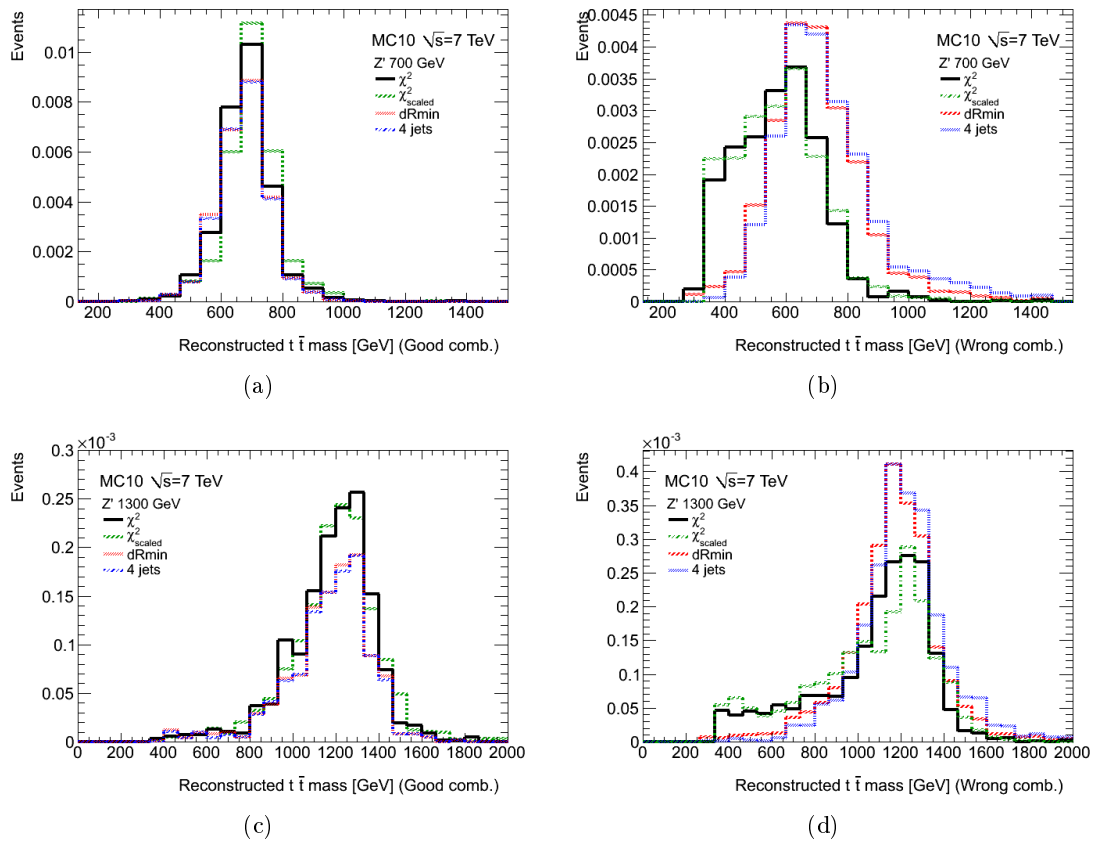 Events
0.01
0.008
0.006
0.004
0.002
0
200 400 600 800 1000 1200 1400
MC10 √s=7 TeV
Z' 700 GeV
χ²
χ²scaled
dRmin
4 jets
Reconstructed t t̄ mass [GeV] (Good comb.)
(a)
Events
0.0045
0.004
0.0035
0.003
0.0025
0.002
0.0015
0.001
0.0005
0
200 400 600 800 1000 1200 1400
MC10 √s=7 TeV
Z' 700 GeV
χ²
χ²scaled
dRmin
4 jets
Reconstructed t t̄ mass [GeV] (Wrong comb.)
(b)
×10⁻³
Events
0.3
0.25
0.2
0.15
0.1
0.05
0
0 200 400 600 800 1000 1200 1400 1600 1800 2000
MC10 √s=7 TeV
Z' 1300 GeV
χ²
χ²scaled
dRmin
4 jets
Reconstructed t t̄ mass [GeV] (Good comb.)
(c)
×10⁻³
Events
0.4
0.35
0.3
0.25
0.2
0.15
0.1
0.05
0
0 200 400 600 800 1000 1200 1400 1600 1800 2000
MC10 √s=7 TeV
Z' 1300 GeV
χ²
χ²scaled
dRmin
4 jets
Reconstructed t t̄ mass [GeV] (Wrong comb.)
(d)